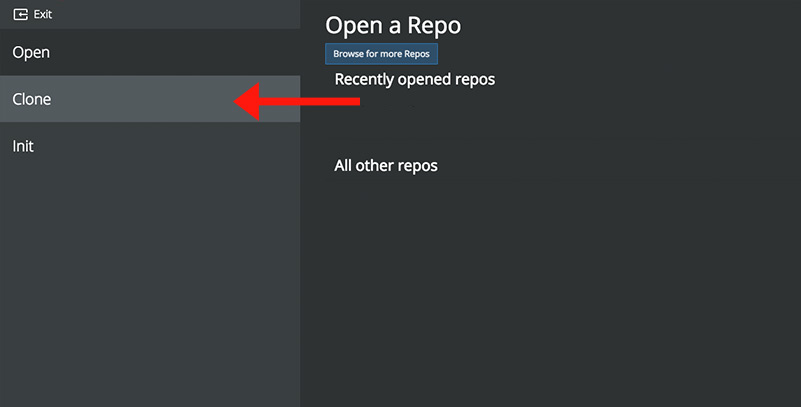 Exit
Open
Clone
Init
Open a Repo
Browse for more Repos
Recently opened repos
All other repos